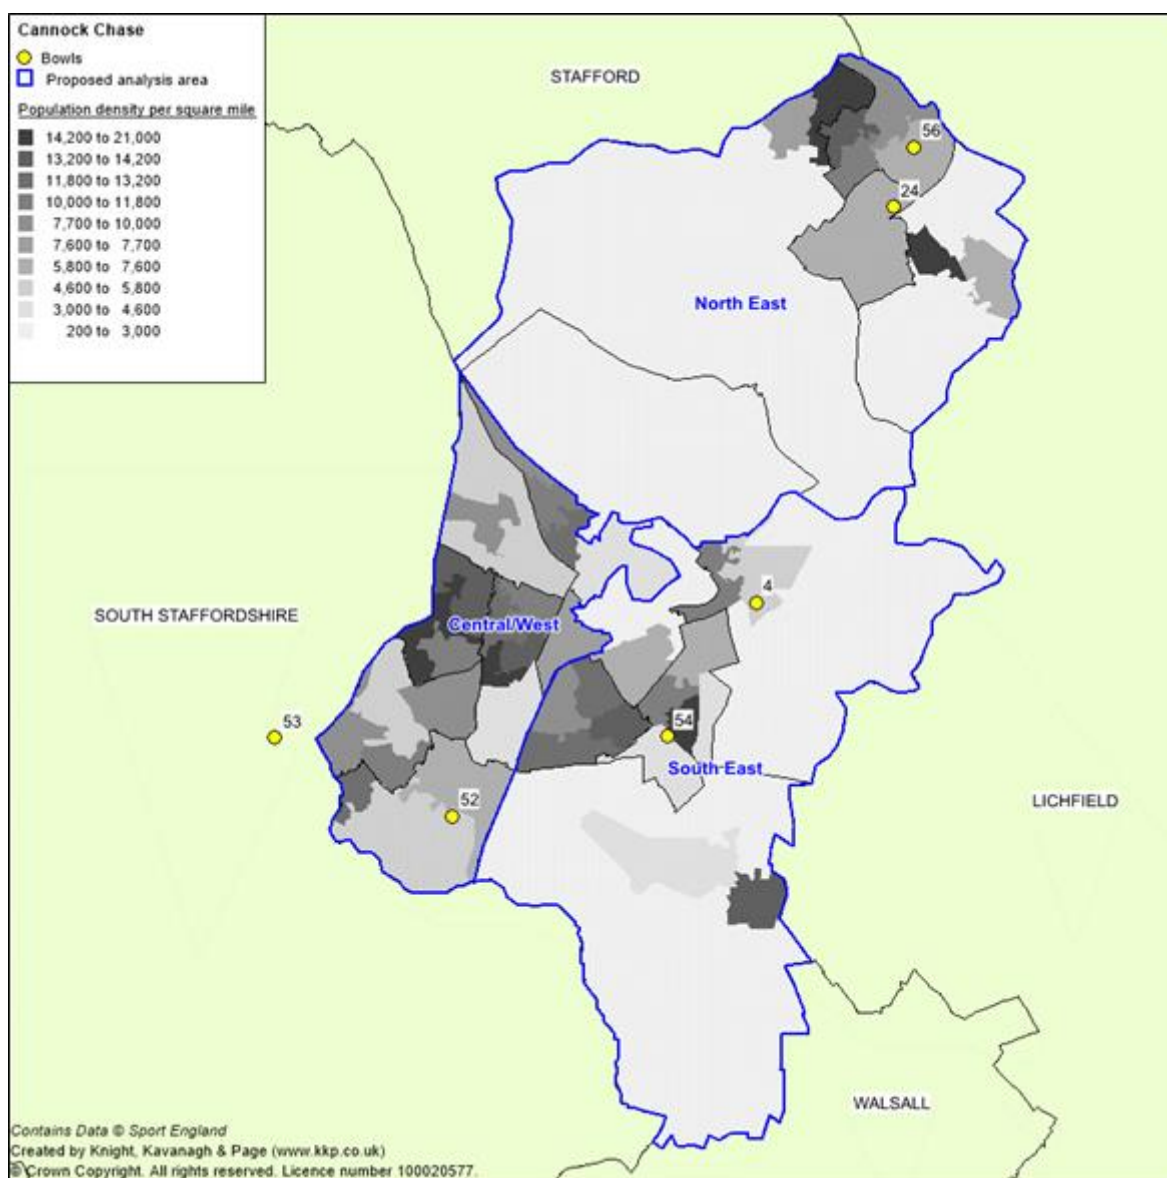 Cannock Chase
Bowls
Proposed analysis area
Population density per square mile
14,200 to 21,000
13,200 to 14,200
11,800 to 13,200
10,000 to 11,800
7,700 to 10,000
7,600 to 7,700
5,800 to 7,600
4,600 to 5,800
3,000 to 4,600
200 to 3,000
STAFFORD
56
24
North East
4
SOUTH STAFFORDSHIRE
Central/West
53
54
South East
52
LICHFIELD
WALSALL
Contains Data © Sport England
Created by Knight, Kavanagh & Page (www.kkp.co.uk)
© Crown Copyright. All rights reserved. Licence number 100020577.